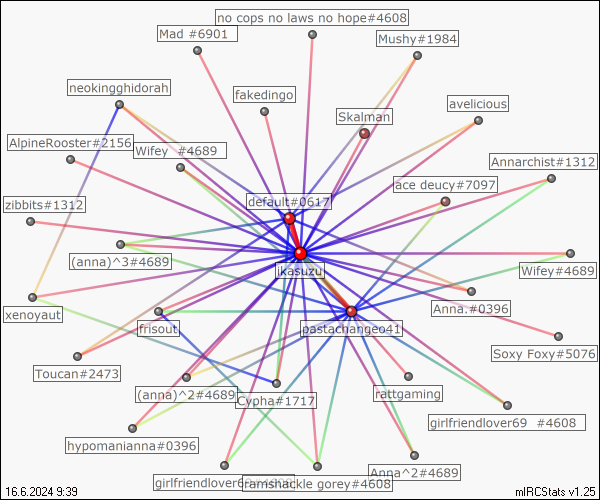 no cops no laws no hope#4608
Mad #6901
Mushy#1984
neokingghidorah
fakedingo
avelicious
Skalman
AlpineRooster#2156
Wifey #4689
Annarchist#1312
ace deucy#7097
zibbits#1312
default#0617
(anna)^3#4689
ikasuzu
Wifey#4689
xenoyaut
frisout
pastachangeo41
Anna.#0396
Soxy Foxy#5076
Toucan#2473
(anna)^2#4689
Cypha#1717
rattgaming
girlfriendlover69 #4608
hypomanianna#0396
Anna^2#4689
girlfriendlover69#4608
ramshackle gorey#4608
16.6.2024 9:39
mIRCStats v1.25